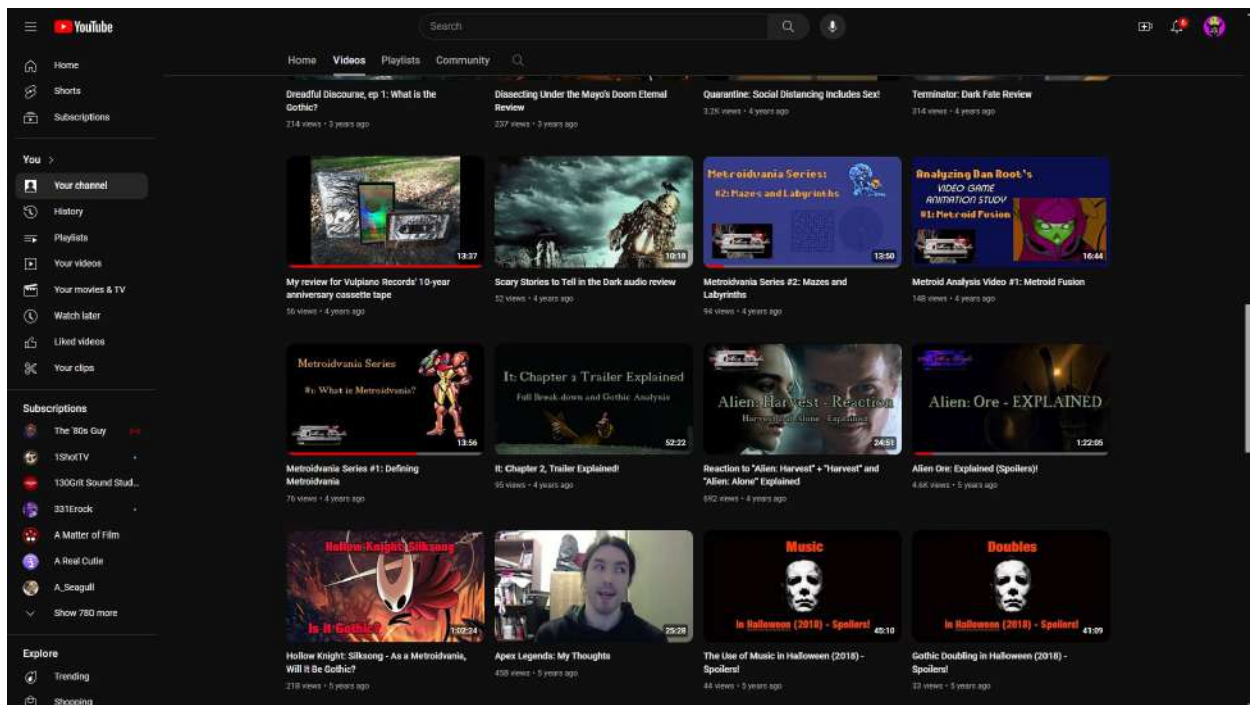 YouTube
Search
6
Home
Videos
Playlists
Community
Home
Shorts
Subscriptions
You
Your channel
History
Playlists
Your videos
Your movies & TV
Watch later
Liked videos
Your clips
Subscriptions
The '80s Guy
1ShotTV
130Grit Sound Stud...
331Erock
A Matter of Film
A Real Cutie
A_Seagull
Show 780 more
Explore
Trending
Shopping
Dreadful Discourse, ep 1: What is the
Gothic?
214 views • 3 years ago
Dissecting Under the Mayo's Doom Eternal
Review
237 views • 3 years ago
Quarantine: Social Distancing Includes Sex!
3.2K views • 4 years ago
Terminator: Dark Fate Review
314 views • 4 years ago
13:37
My review for Vulpiano Records' 10-year
anniversary cassette tape
56 views • 4 years ago
10:18
Scary Stories to Tell in the Dark audio review
52 views • 4 years ago
Metroidvania Series:
#2: Mazes and Labyrinths
13:50
Metroidvania Series #2: Mazes and
Labyrinths
94 views • 4 years ago
Analyzing Dan Root's
VIDEO GAME
ANIMATION STUDY
#1: Metroid Fusion
16:44
Metroid Analysis Video #1: Metroid Fusion
148 views • 4 years ago
Metroidvania Series
#1: What is Metroidvania?
13:56
Metroidvania Series #1: Defining
Metroidvania
76 views • 4 years ago
It: Chapter 2 Trailer Explained
Full Break-down and Gothic Analysis
52:22
It: Chapter 2, Trailer Explained!
95 views • 4 years ago
Alien: Harvest - Reaction
Harvest and Alone - Explained
24:51
Reaction to "Alien: Harvest" + "Harvest" and
"Alien: Alone" Explained
692 views • 4 years ago
Alien: Ore - EXPLAINED
1:22:05
Alien Ore: Explained (Spoilers)!
4.6K views • 5 years ago
Hollow Knight: Silksong
Is it Gothic?
1:02:24
Hollow Knight: Silksong - As a Metroidvania,
Will It Be Gothic?
218 views • 5 years ago
25:28
Apex Legends: My Thoughts
458 views • 5 years ago
Music
in Halloween (2018) - Spoilers!
45:10
The Use of Music in Halloween (2018) -
Spoilers!
44 views • 5 years ago
Doubles
in Halloween (2018) - Spoilers!
41:09
Gothic Doubling in Halloween (2018) -
Spoilers!
33 views • 5 years ago